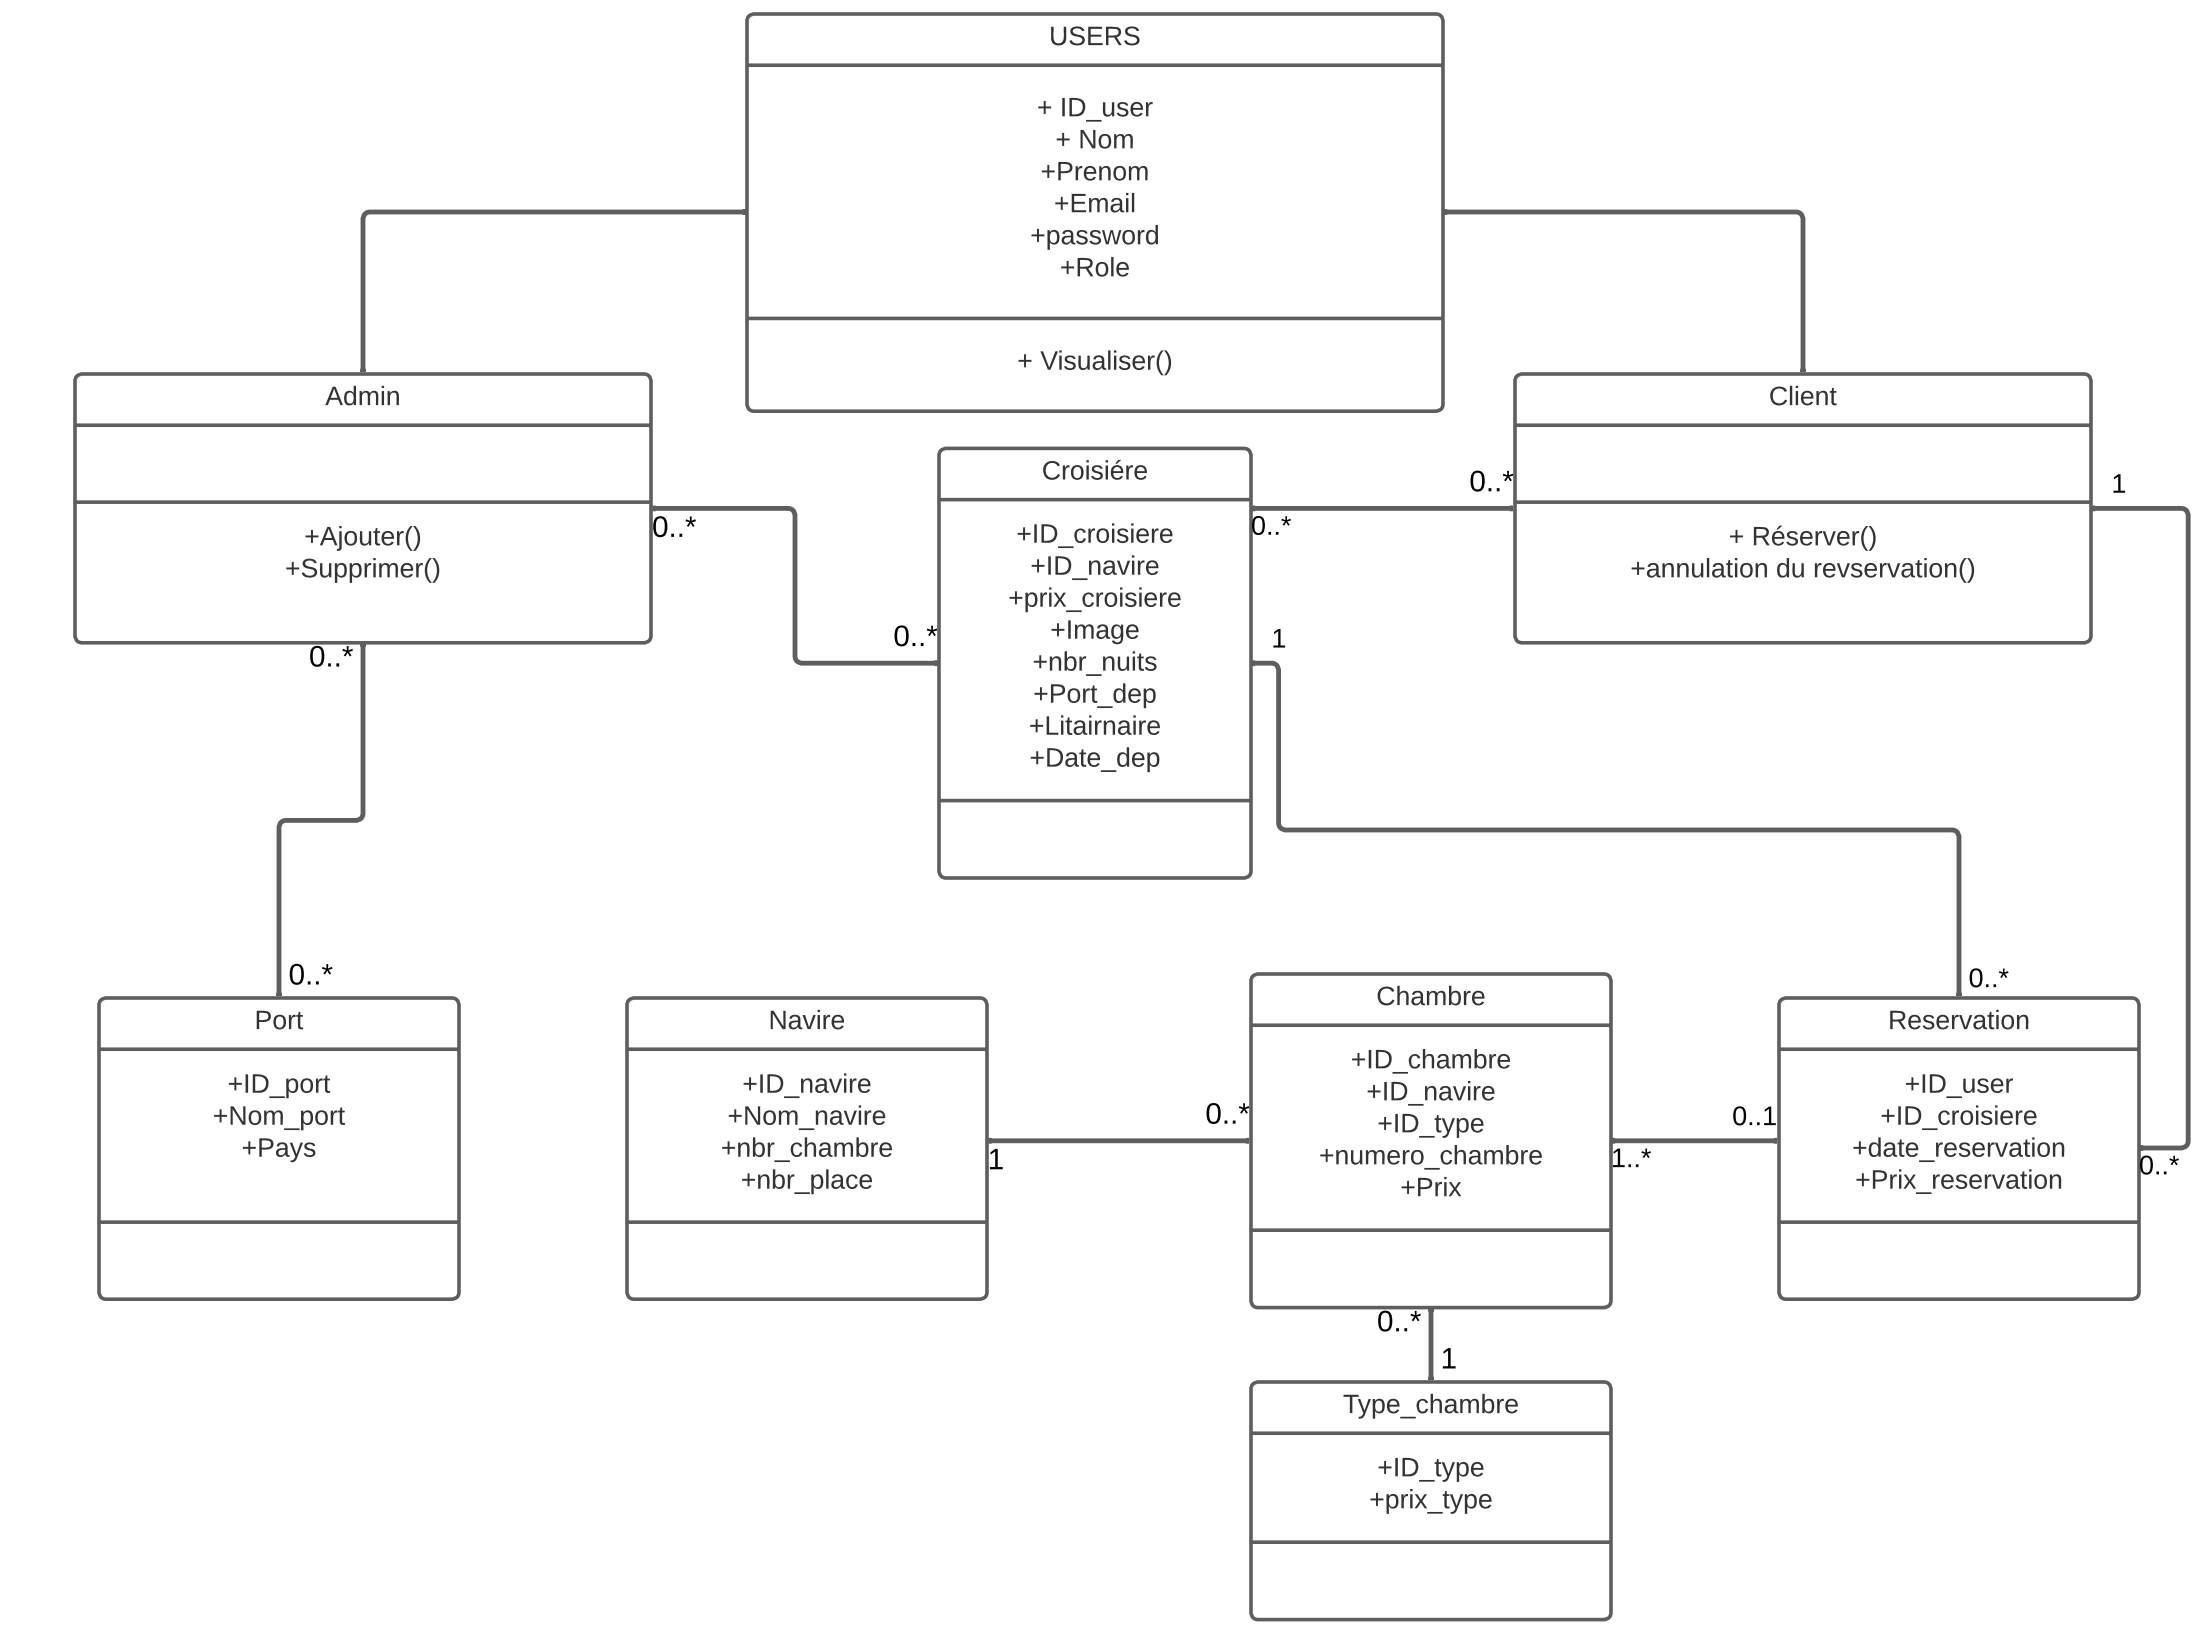 USERS
+ ID_user
+ Nom
+Prenom
+Email
+password
+Role
+ Visualiser()
Admin
+Ajouter()
+Supprimer()
0..*
0..*
Croisiére
+ID_croisiere
+ID_navire
+prix_croisiere
+Image
+nbr_nuits
+Port_dep
+Litairnaire
+Date_dep
0..*
0..*
1
Client
+ Réserver()
+annulation du revservation()
0..*
1
0..*
Port
+ID_port
+Nom_port
+Pays
Navire
+ID_navire
+Nom_navire
+nbr_chambre
+nbr_place
1
0..*
Chambre
+ID_chambre
+ID_navire
+ID_type
+numero_chambre
+Prix
1..*
0..1
0..*
Reservation
+ID_user
+ID_croisiere
+date_reservation
+Prix_reservation
0..*
0..*
1
Type_chambre
+ID_type
+prix_type